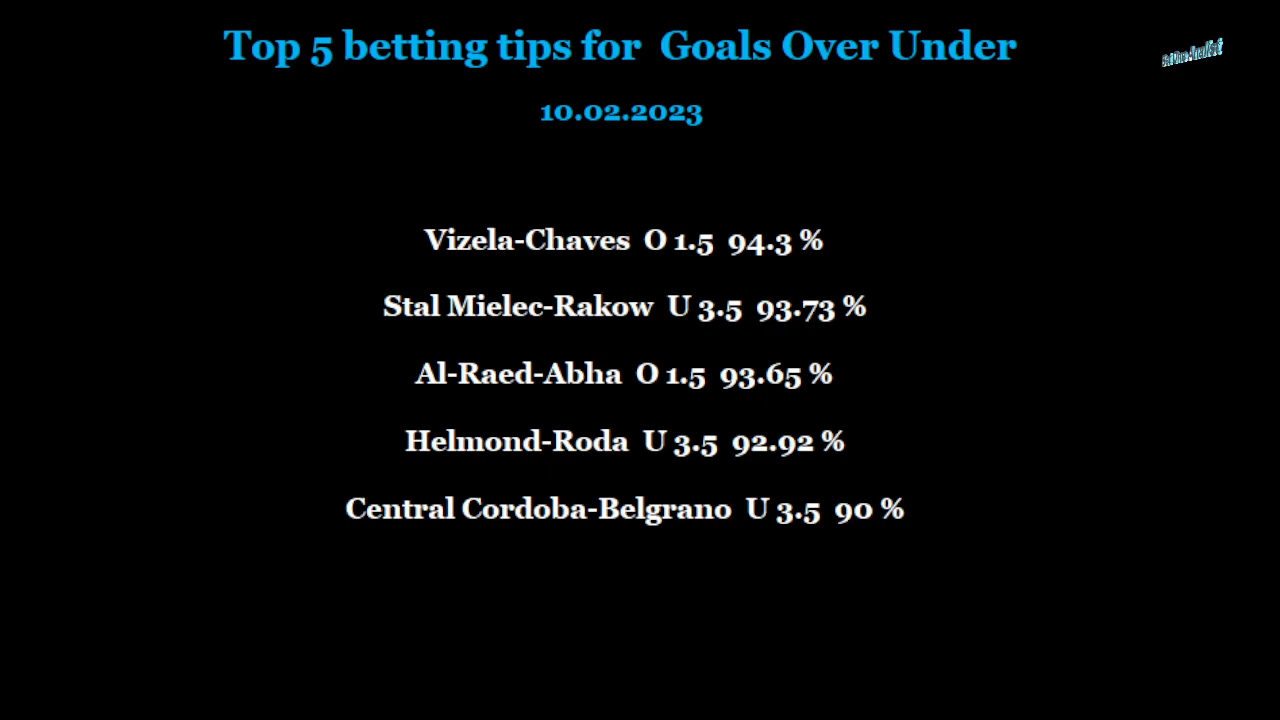 Top 5 betting tips for Goals Over Under
10.02.2023
Vizela-Chaves O 1.5 94.3 %
Stal Mielec-Rakow U 3.5 93.73 %
Al-Raed-Abha O 1.5 93.65 %
Helmond-Roda U 3.5 92.92 %
Central Cordoba-Belgrano U 3.5 90 %